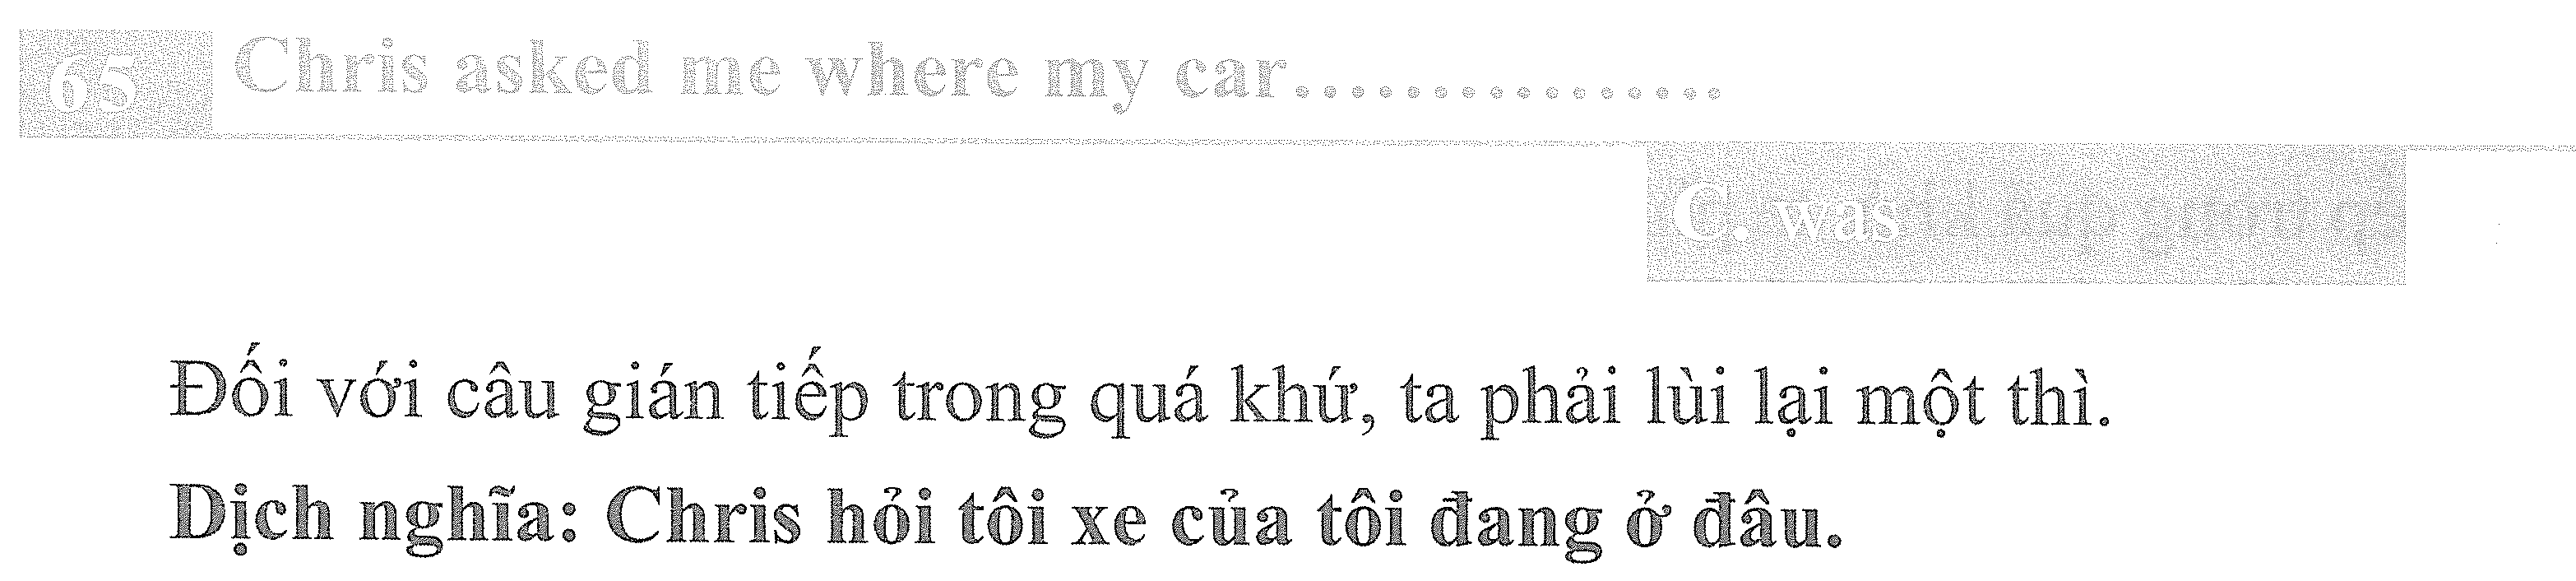 65 Chris asked me where my car................
C. was
Đối với câu gián tiếp trong quá khứ, ta phải lùi lại một thì.
Dịch nghĩa: Chris hỏi tôi xe của tôi đang ở đâu.